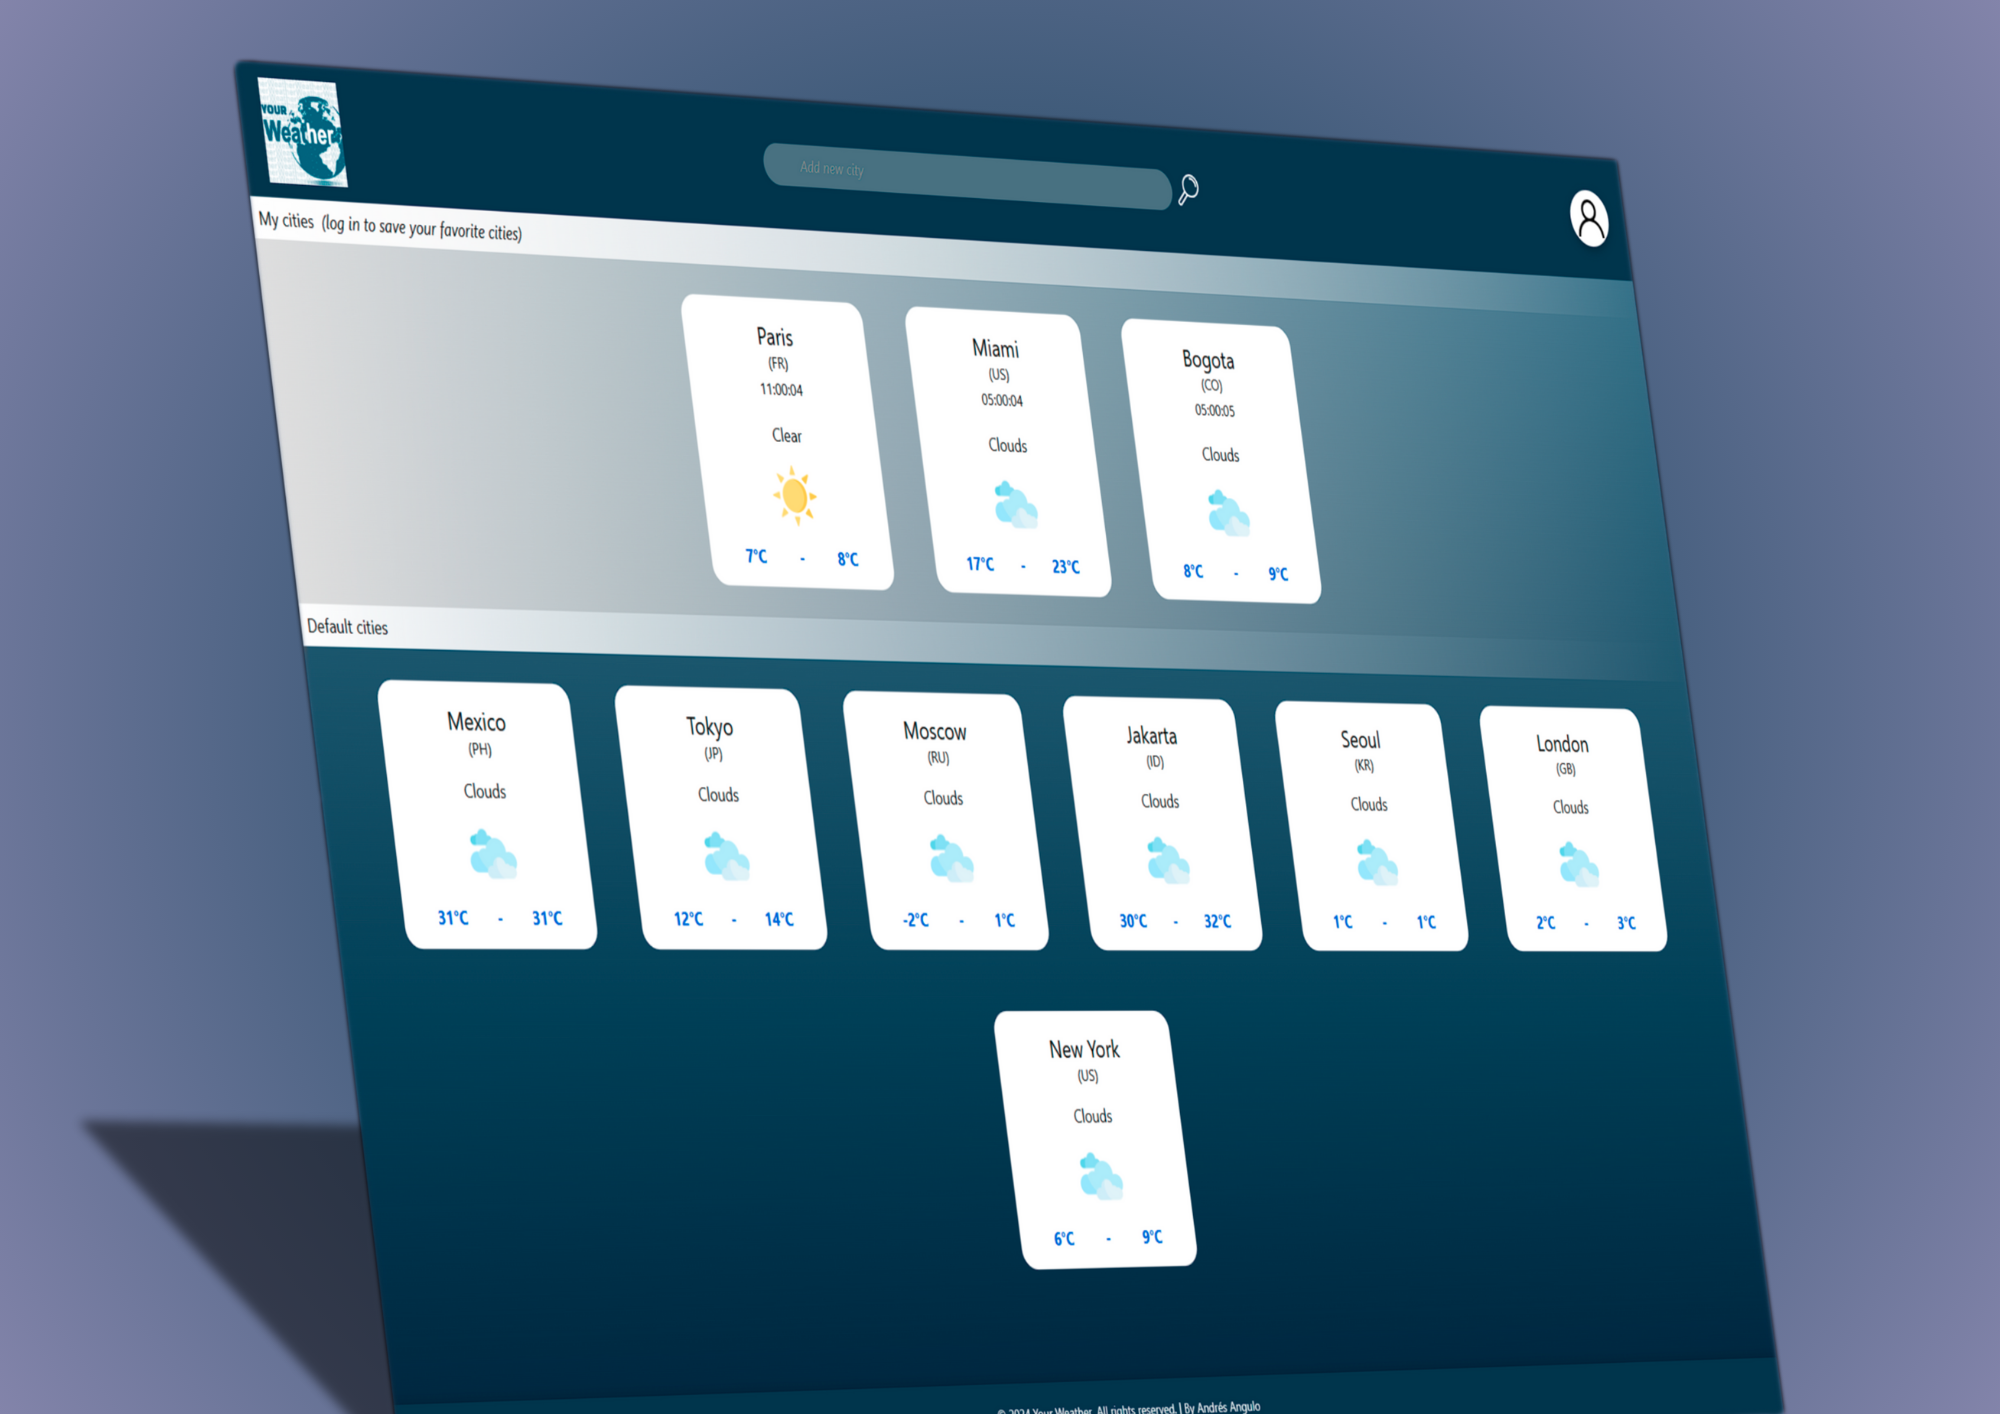 YOUR
Weather
Add new city
My cities (log in to save your favorite cities)
Paris
(FR)
11:00:04
Clear
7°C - 8°C
Miami
(US)
05:00:04
Clouds
17°C - 23°C
Bogota
(CO)
05:00:05
Clouds
8°C - 9°C
Default cities
Mexico
(PH)
Clouds
31°C - 31°C
Tokyo
(JP)
Clouds
12°C - 14°C
Moscow
(RU)
Clouds
-2°C - 1°C
Jakarta
(ID)
Clouds
30°C - 32°C
Seoul
(KR)
Clouds
1°C - 1°C
London
(GB)
Clouds
2°C - 3°C
New York
(US)
Clouds
6°C - 9°C
© 2024 Your Weather. All rights reserved. | By Andrés Angulo